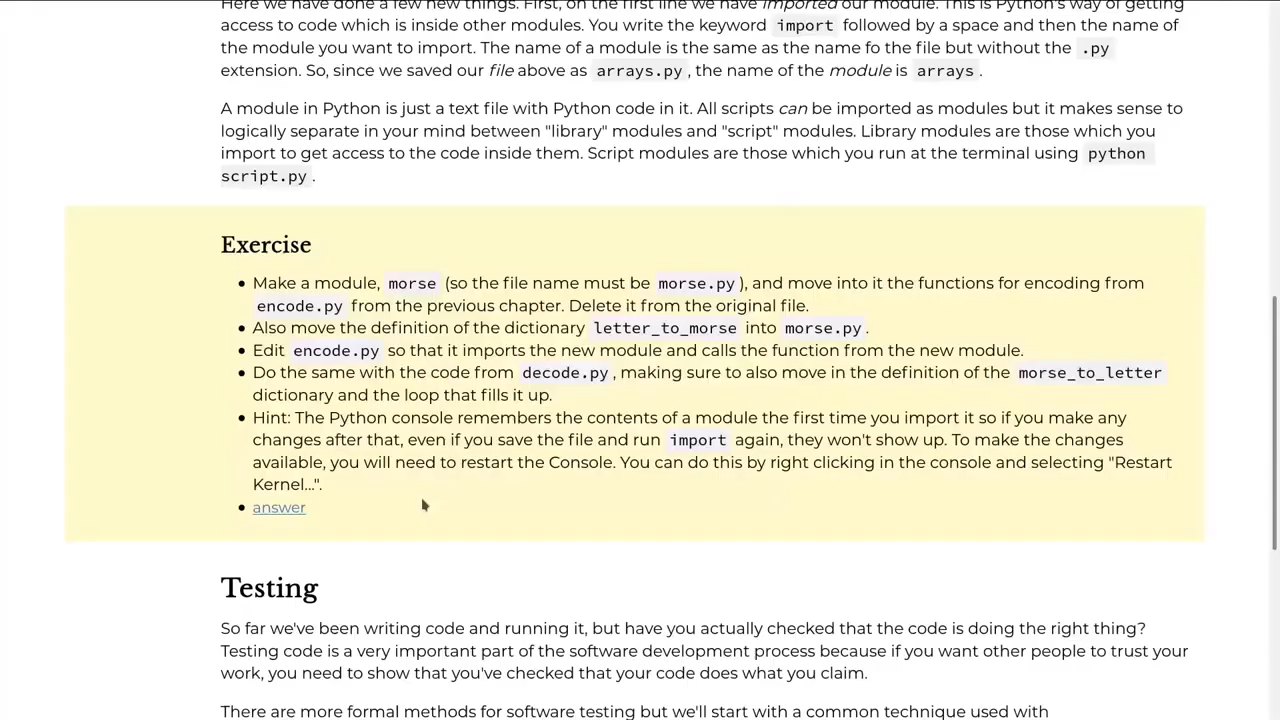 Here we have done a few new things. First, on the first line we have imported our module. This is Python's way of getting
access to code which is inside other modules. You write the keyword import followed by a space and then the name of
the module you want to import. The name of a module is the same as the name fo the file but without the .py
extension. So, since we saved our file above as arrays.py, the name of the module is arrays.
A module in Python is just a text file with Python code in it. All scripts can be imported as modules but it makes sense to
logically separate in your mind between "library" modules and "script" modules. Library modules are those which you
import to get access to the code inside them. Script modules are those which you run at the terminal using python
script.py.
Exercise
• Make a module, morse (so the file name must be morse.py), and move into it the functions for encoding from
encode.py from the previous chapter. Delete it from the original file.
• Also move the definition of the dictionary letter_to_morse into morse.py.
• Edit encode.py so that it imports the new module and calls the function from the new module.
• Do the same with the code from decode.py, making sure to also move in the definition of the morse_to_letter
dictionary and the loop that fills it up.
• Hint: The Python console remembers the contents of a module the first time you import it so if you make any
changes after that, even if you save the file and run import again, they won't show up. To make the changes
available, you will need to restart the Console. You can do this by right clicking in the console and selecting "Restart
Kernel...".
• answer
Testing
So far we've been writing code and running it, but have you actually checked that the code is doing the right thing?
Testing code is a very important part of the software development process because if you want other people to trust your
work, you need to show that you've checked that your code does what you claim.
There are more formal methods for software testing but we'll start with a common technique used with